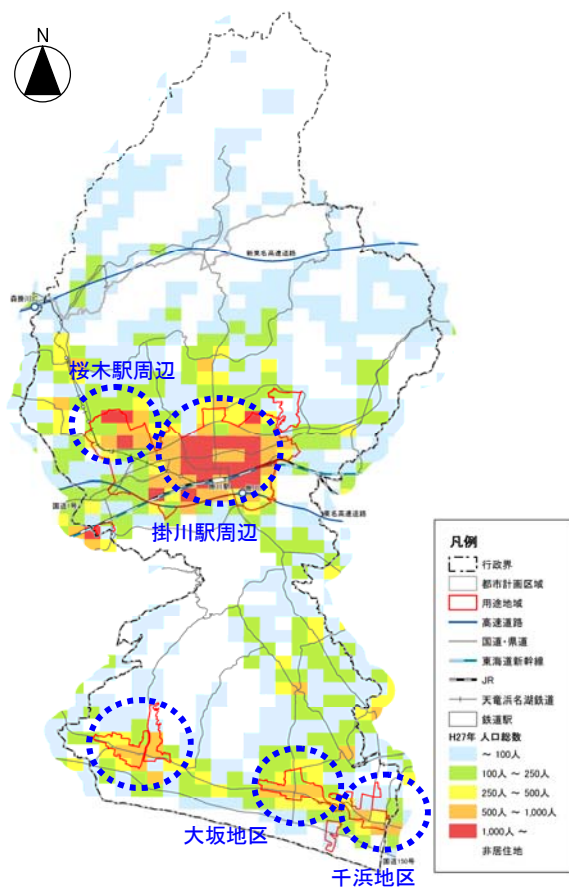 N
新東名高速道路
森掛川IC
桜木駅周辺
掛川駅
国道1号
東名高速道路
掛川駅周辺
大坂地区
千浜地区
国道150号
凡例
行政界
都市計画区域
用途地域
高速道路
国道・県道
東海道新幹線
JR
天竜浜名湖鉄道
鉄道駅
H27年 人口総数
～ 100人
100人 ～ 250人
250人 ～ 500人
500人 ～ 1,000人
1,000人 ～
非居住地